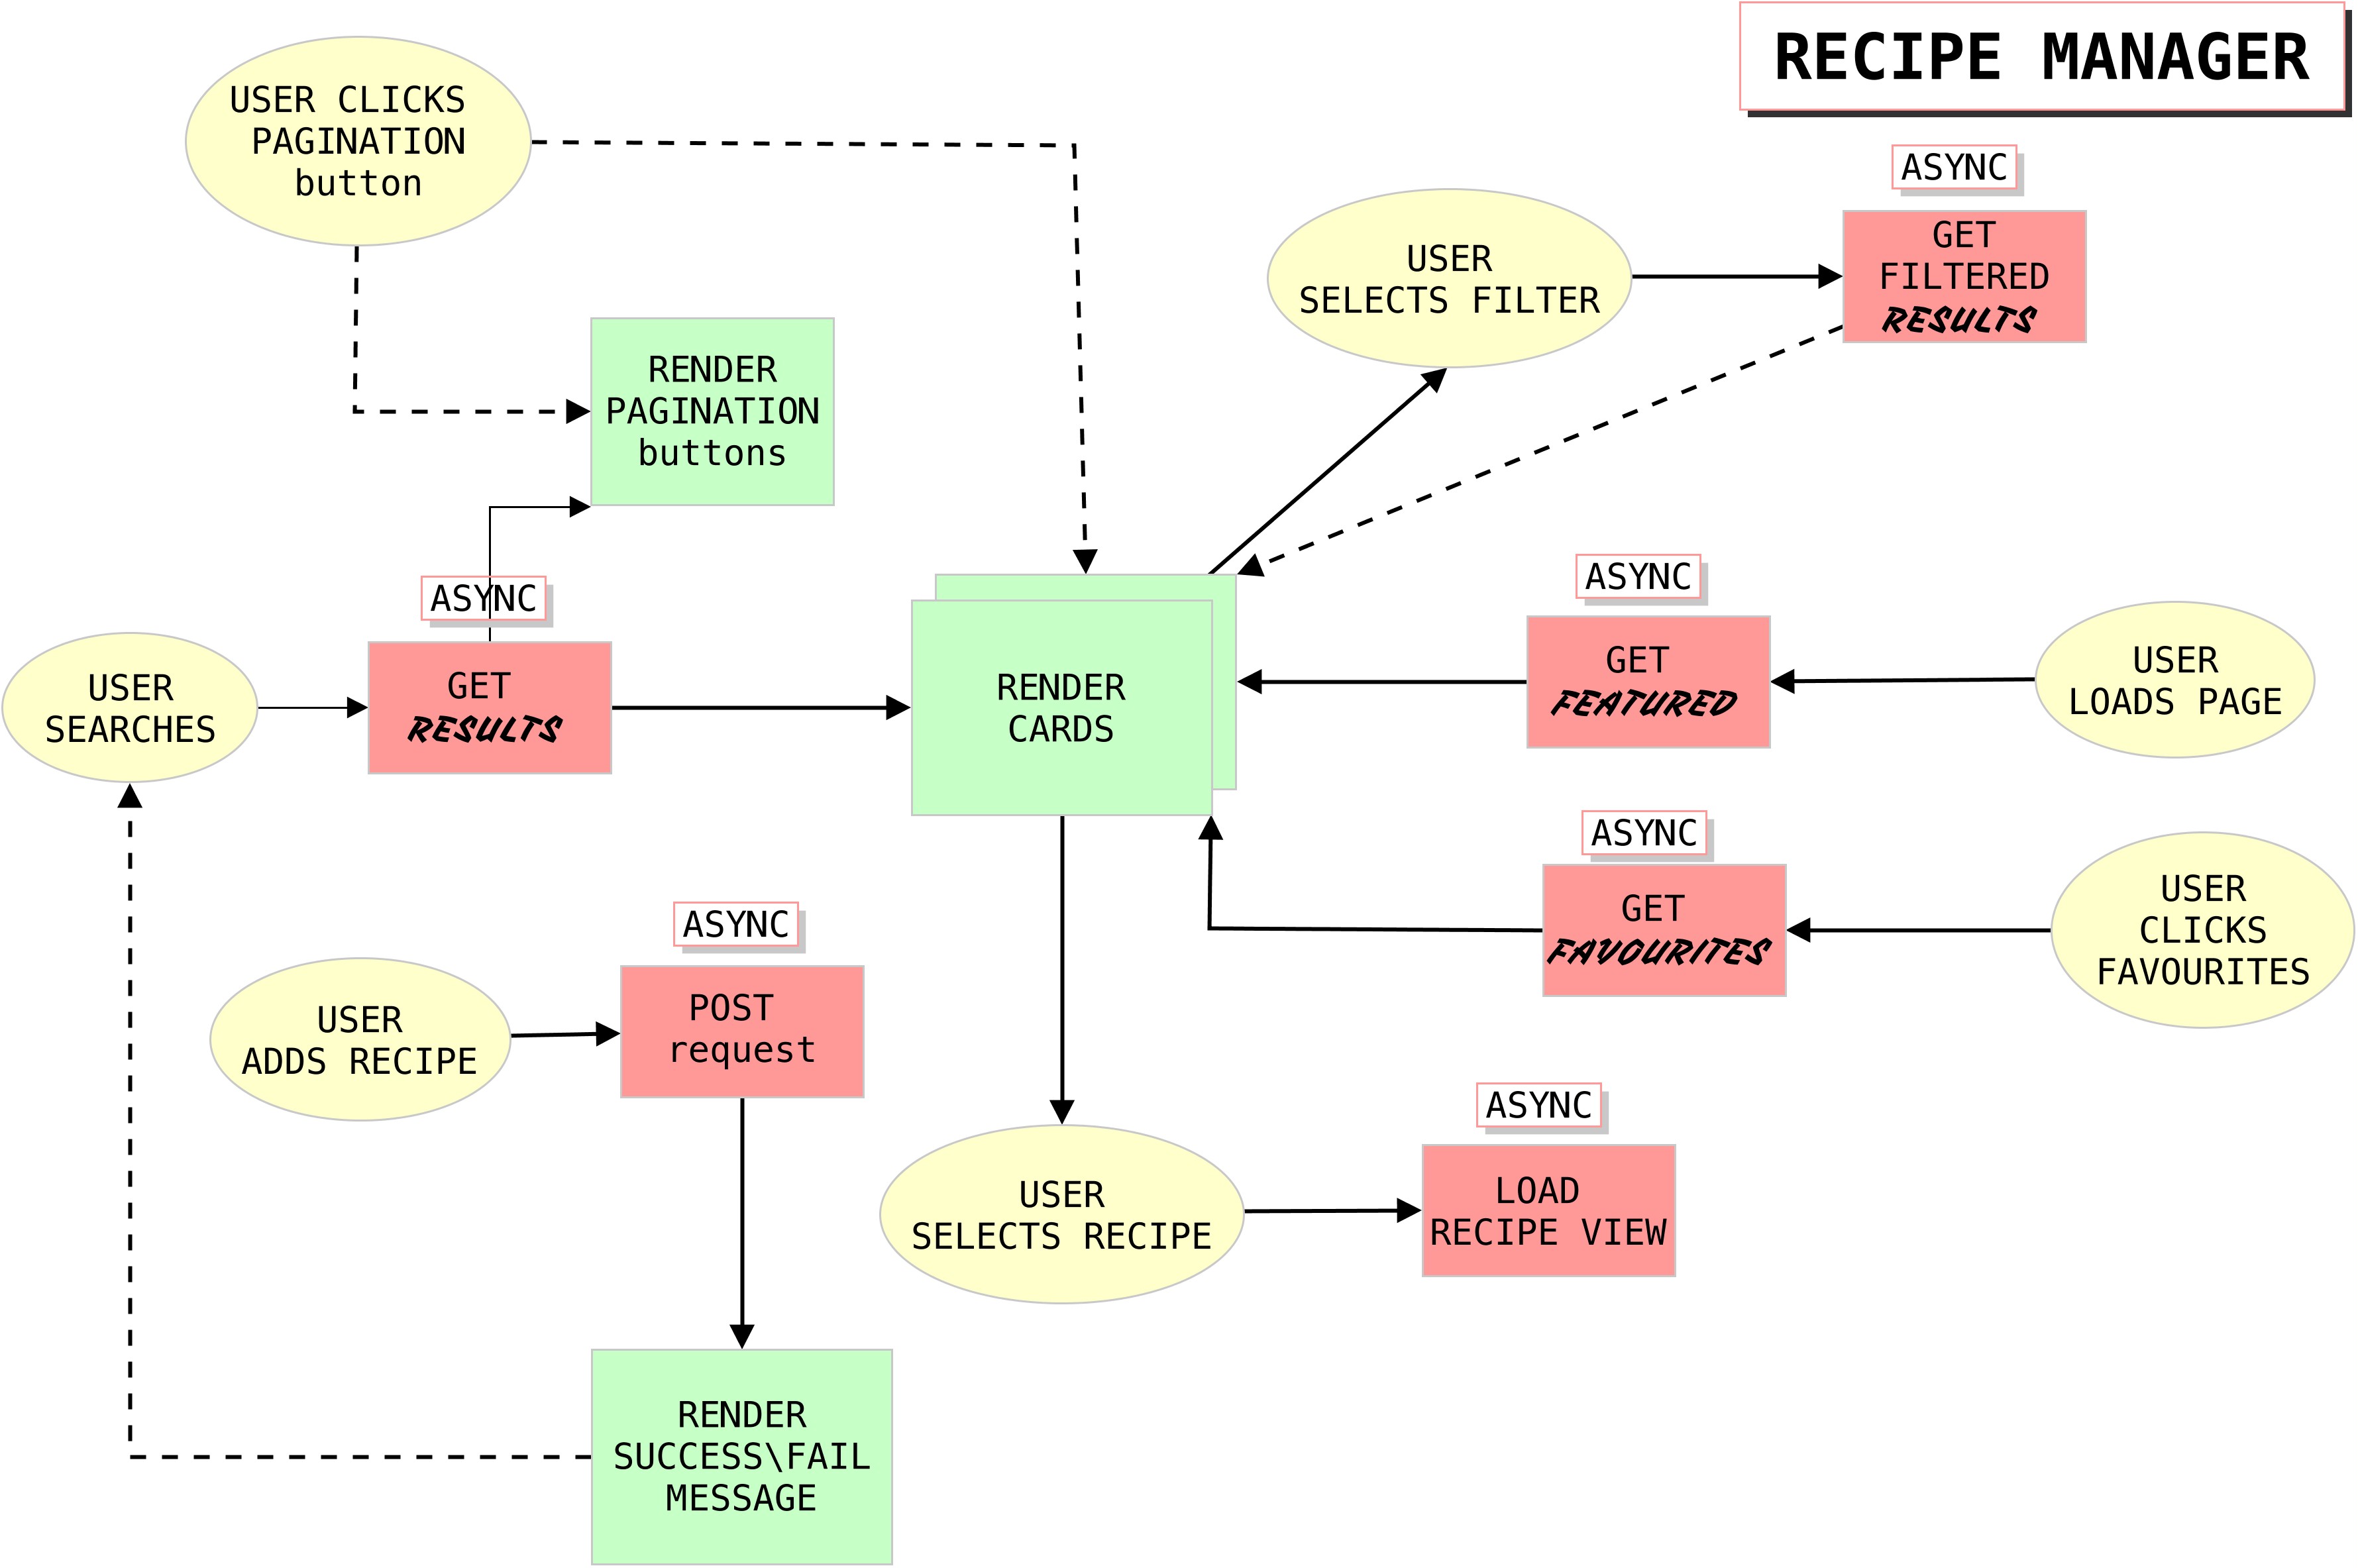 RECIPE MANAGER
USER CLICKS
PAGINATION
button
ASYNC
GET
FILTERED
RESULTS
USER
SELECTS FILTER
RENDER
PAGINATION
buttons
ASYNC
GET
RESULTS
USER
SEARCHES
RENDER
CARDS
ASYNC
GET
FEATURED
USER
LOADS PAGE
ASYNC
GET
FAVOURITES
USER
CLICKS
FAVOURITES
ASYNC
POST
request
USER
ADDS RECIPE
USER
SELECTS RECIPE
ASYNC
LOAD
RECIPE VIEW
RENDER
SUCCESS\FAIL
MESSAGE